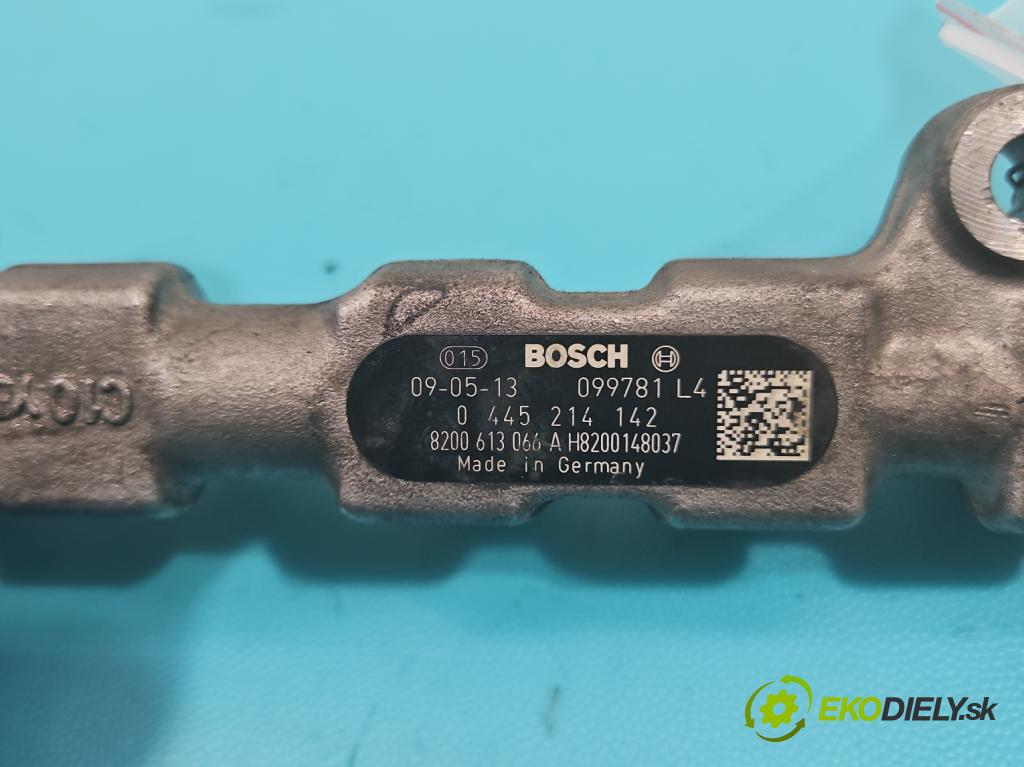 015 BOSCH
09-05-13 099781 L4
0 445 214 142
8200 613 066 A H8200148037
Made in Germany
EKODIELY.sk